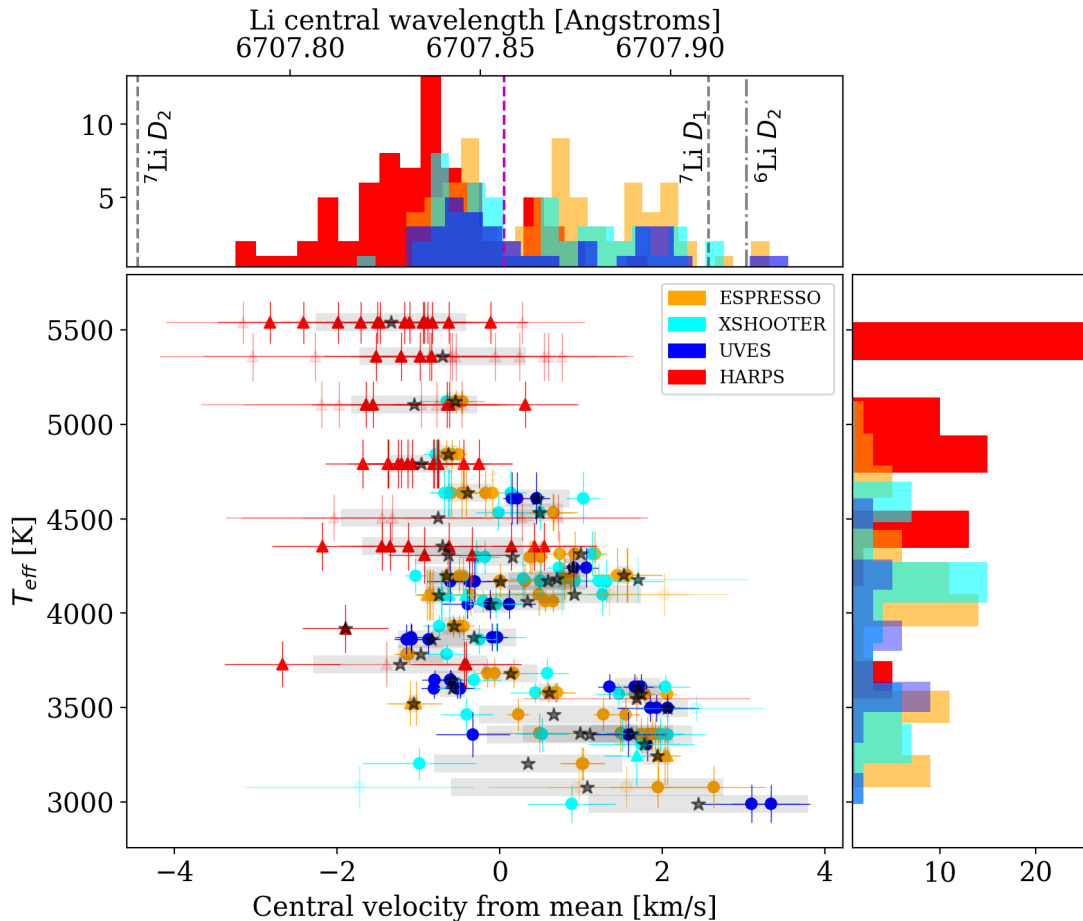 Li central wavelength [Angstroms]
6707.80 6707.85 6707.90
10
5
⁷Li D₂
⁷Li D₁
⁶Li D₂
5500
5000
4500
4000
3500
3000
T_eff [K]
ESPRESSO
XSHOOTER
UVES
HARPS
−4 −2 0 2 4
Central velocity from mean [km/s]
10 20